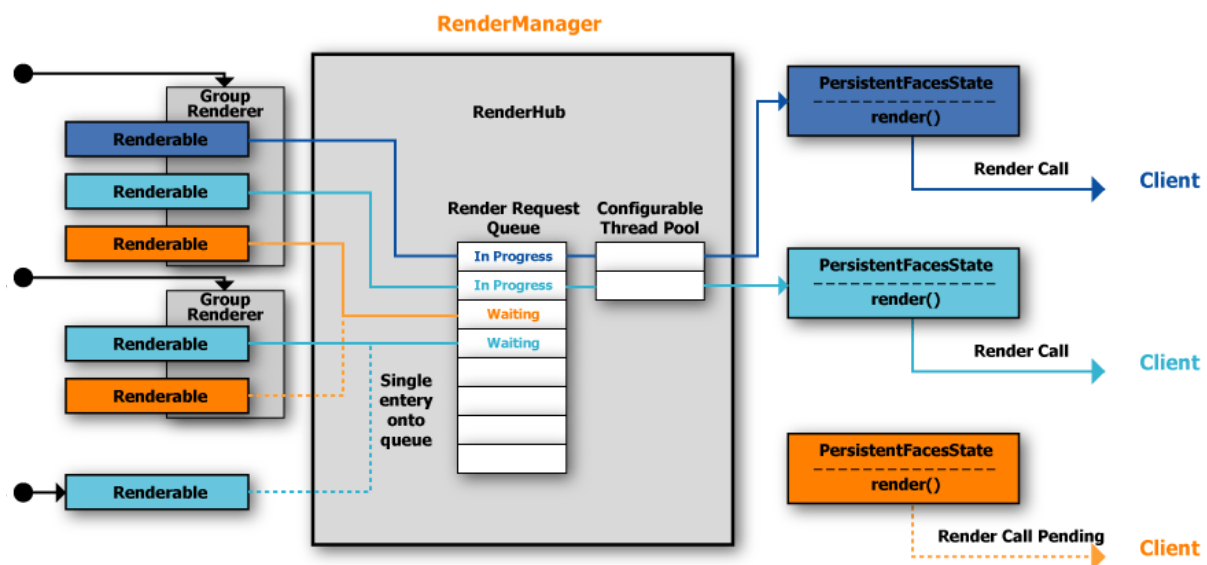 RenderManager
Group
Renderer
Renderable
Renderable
Renderable
Group
Renderer
Renderable
Renderable
Renderable
RenderHub
Render Request
Queue
In Progress
In Progress
Waiting
Waiting
Configurable
Thread Pool
Single
entery
onto
queue
PersistentFacesState
render()
Render Call
Client
PersistentFacesState
render()
Render Call
Client
PersistentFacesState
render()
Render Call Pending
Client